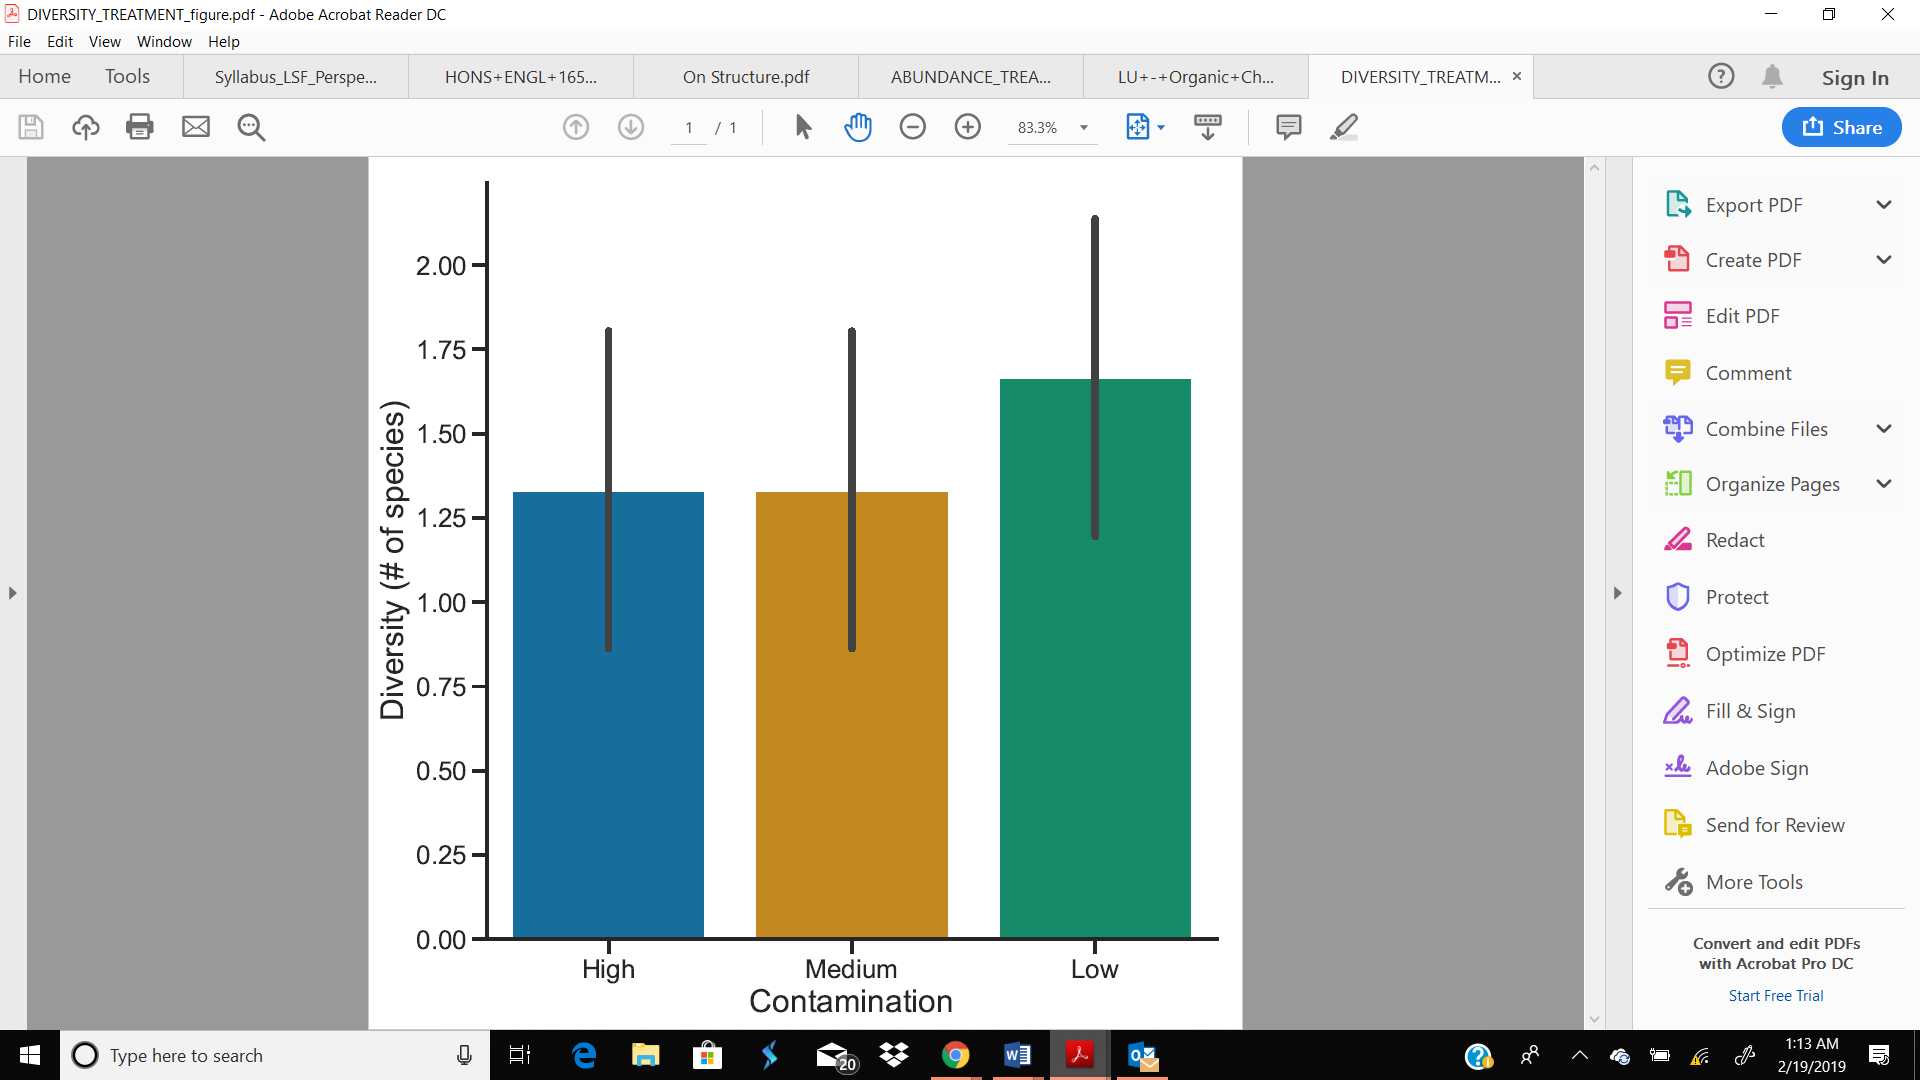 DIVERSITY_TREATMENT_figure.pdf - Adobe Acrobat Reader DC
File Edit View Window Help
Home Tools Syllabus_LSF_Perspe... HONS+ENGL+165... On Structure.pdf ABUNDANCE_TREA... LU+-+Organic+Ch... DIVERSITY_TREATM... Sign In
1 / 1 83.3% Share
2.00
1.75
1.50
1.25
1.00
0.75
0.50
0.25
0.00
Diversity (# of species)
High Medium Low
Contamination
Export PDF
Create PDF
Edit PDF
Comment
Combine Files
Organize Pages
Redact
Protect
Optimize PDF
Fill & Sign
Adobe Sign
Send for Review
More Tools
Convert and edit PDFs
with Acrobat Pro DC
Start Free Trial
Type here to search
20
1:13 AM
2/19/2019